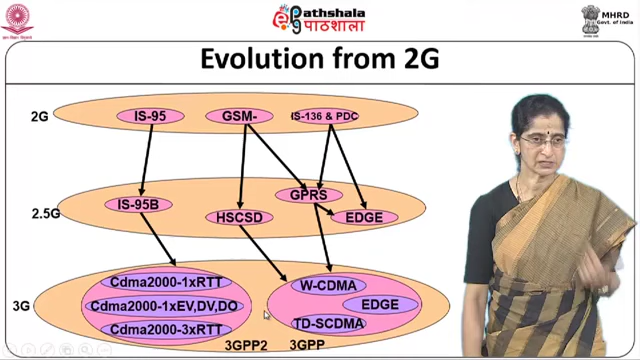 Pathshala
पाठशाला
MHRD
Govt. of India
Evolution from 2G
2G
IS-95
GSM-
IS-136 & PDC
2.5G
IS-95B
HSCSD
GPRS
EDGE
3G
Cdma2000-1xRTT
Cdma2000-1xEV,DV,DO
Cdma2000-3xRTT
W-CDMA
EDGE
TD-SCDMA
3GPP2
3GPP